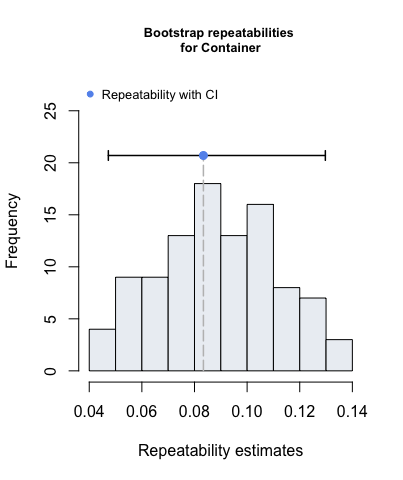 Bootstrap repeatabilities
for Container
Repeatability with CI
25
20
15
10
5
0
Frequency
0.04 0.06 0.08 0.10 0.12 0.14
Repeatability estimates